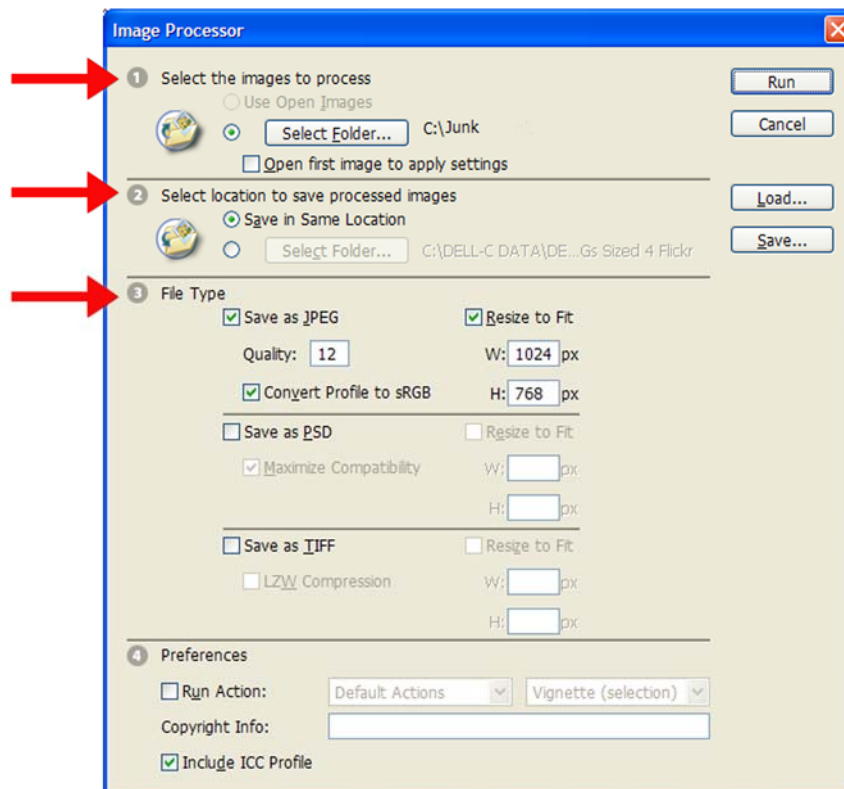 Image Processor
1 Select the images to process
Use Open Images
Select Folder... C:\Junk
Open first image to apply settings
Run
Cancel
2 Select location to save processed images
Save in Same Location
Select Folder... C:\DELL-C DATA\DE...Gs Sized 4 Flickr
Load...
Save...
3 File Type
Save as JPEG Resize to Fit
Quality: 12 W: 1024 px
Convert Profile to sRGB H: 768 px
Save as PSD Resize to Fit
Maximize Compatibility W: px
H: px
Save as TIFF Resize to Fit
LZW Compression W: px
H: px
4 Preferences
Run Action: Default Actions Vignette (selection)
Copyright Info:
Include ICC Profile